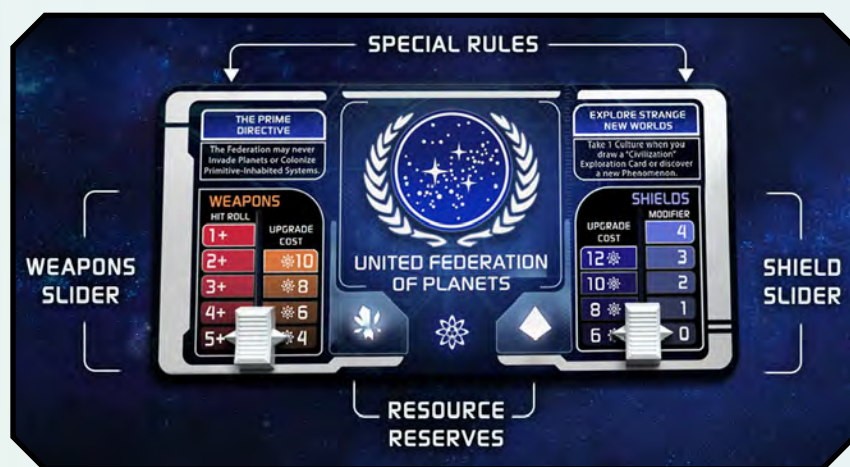 SPECIAL RULES
THE PRIME
DIRECTIVE
The Federation may never
Invade Planets or Colonize
Primitive-Inhabited Systems.
EXPLORE STRANGE
NEW WORLDS
Take 1 Culture when you
draw a "Civilization"
Exploration Card or discover
a new Phenomenon.
WEAPONS
HIT ROLL
UPGRADE
COST
1+
2+
10
3+
8
4+
6
5+
4
UNITED FEDERATION
OF PLANETS
SHIELDS
MODIFIER
UPGRADE
COST
4
12
3
10
2
8
1
6
0
WEAPONS
SLIDER
SHIELD
SLIDER
RESOURCE
RESERVES